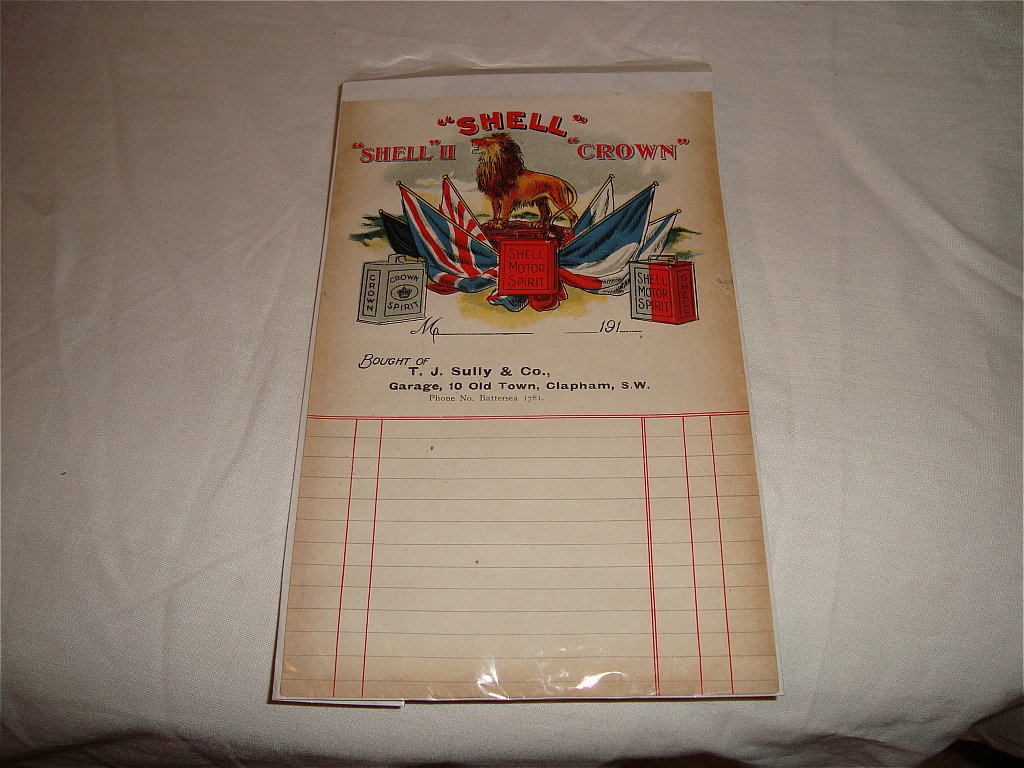 "SHELL"
"SHELL" II "CROWN"
SHELL
MOTOR
SPIRIT
CROWN
CROWN
SPIRIT
SHELL
MOTOR
SPIRIT
SHELL
M 191
BOUGHT OF
T. J. Sully & Co.,
Garage, 10 Old Town, Clapham, S.W.
Phone No. Battersea 1781.